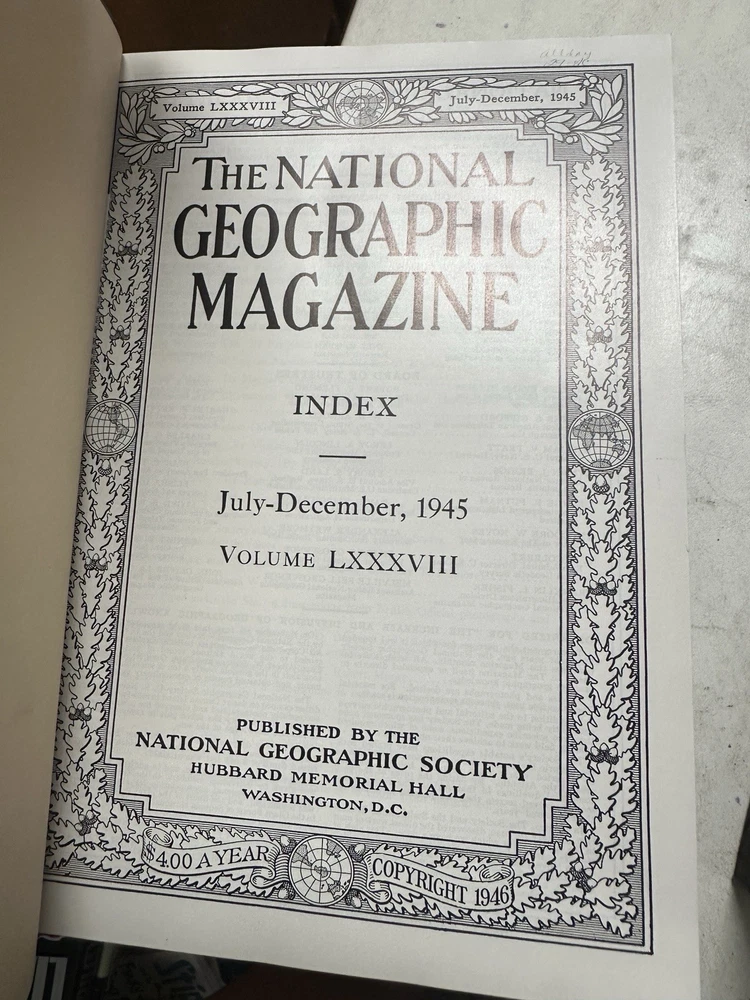 Volume LXXXVIII
July-December, 1945
THE NATIONAL
GEOGRAPHIC
MAGAZINE
INDEX
July-December, 1945
VOLUME LXXXVIII
PUBLISHED BY THE
NATIONAL GEOGRAPHIC SOCIETY
HUBBARD MEMORIAL HALL
WASHINGTON, D.C.
$4.00 A YEAR
COPYRIGHT 1946